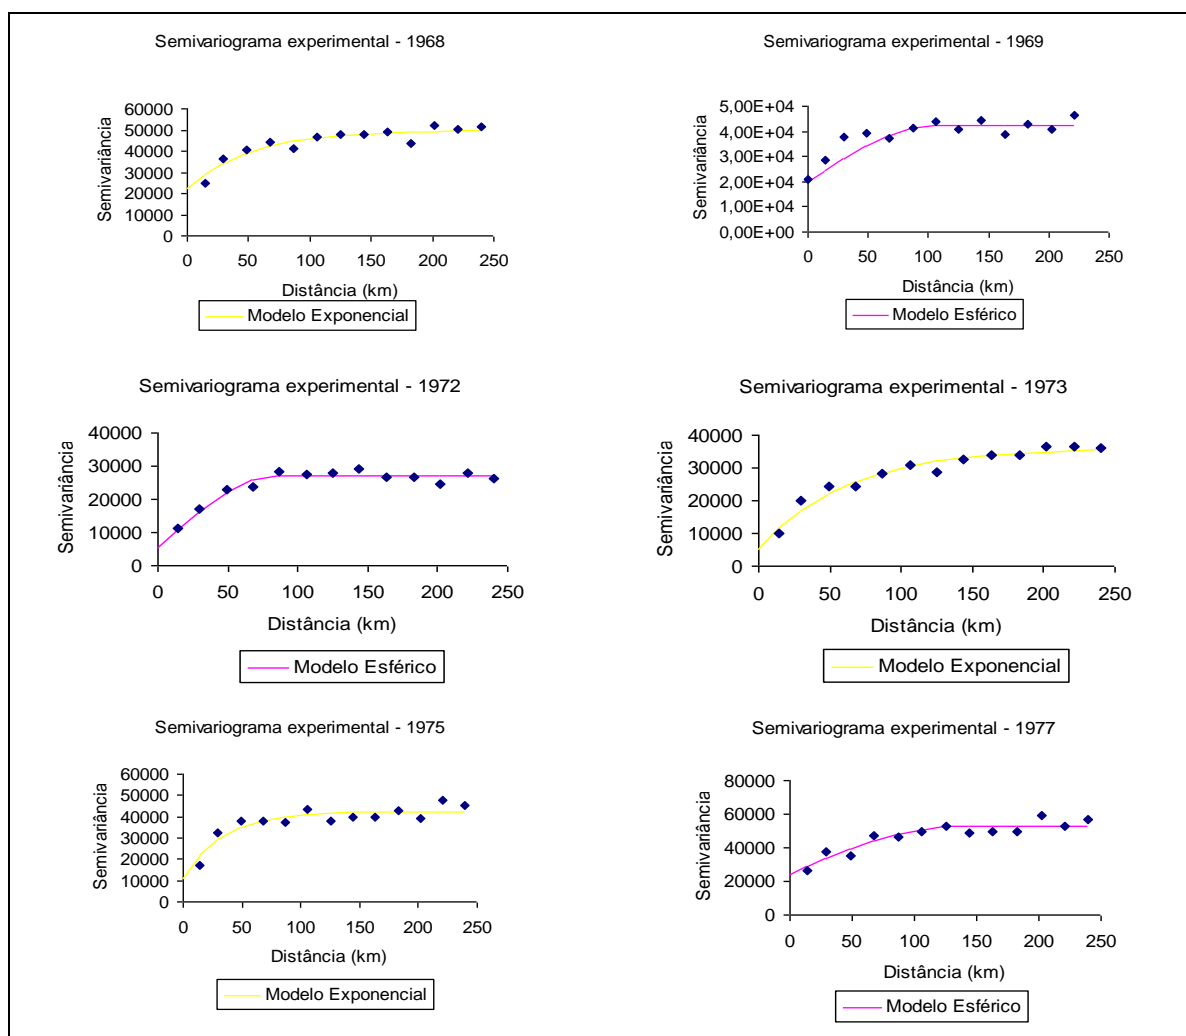 Semivariograma experimental - 1968
Semivariância
60000
50000
40000
30000
20000
10000
0
0 50 100 150 200 250
Distância (km)
Modelo Exponencial
Semivariograma experimental - 1969
Semivariância
5,00E+04
4,00E+04
3,00E+04
2,00E+04
1,00E+04
0,00E+00
0 50 100 150 200 250
Distância (km)
Modelo Esférico
Semivariograma experimental - 1972
Semivariância
40000
30000
20000
10000
0
0 50 100 150 200 250
Distância (km)
Modelo Esférico
Semivariograma experimental - 1973
Semivariância
40000
30000
20000
10000
0
0 50 100 150 200 250
Distância (km)
Modelo Exponencial
Semivariograma experimental - 1975
Semivariância
60000
50000
40000
30000
20000
10000
0
0 50 100 150 200 250
Distância (km)
Modelo Exponencial
Semivariograma experimental - 1977
Semivariância
80000
60000
40000
20000
0
0 50 100 150 200 250
Distância (km)
Modelo Esférico